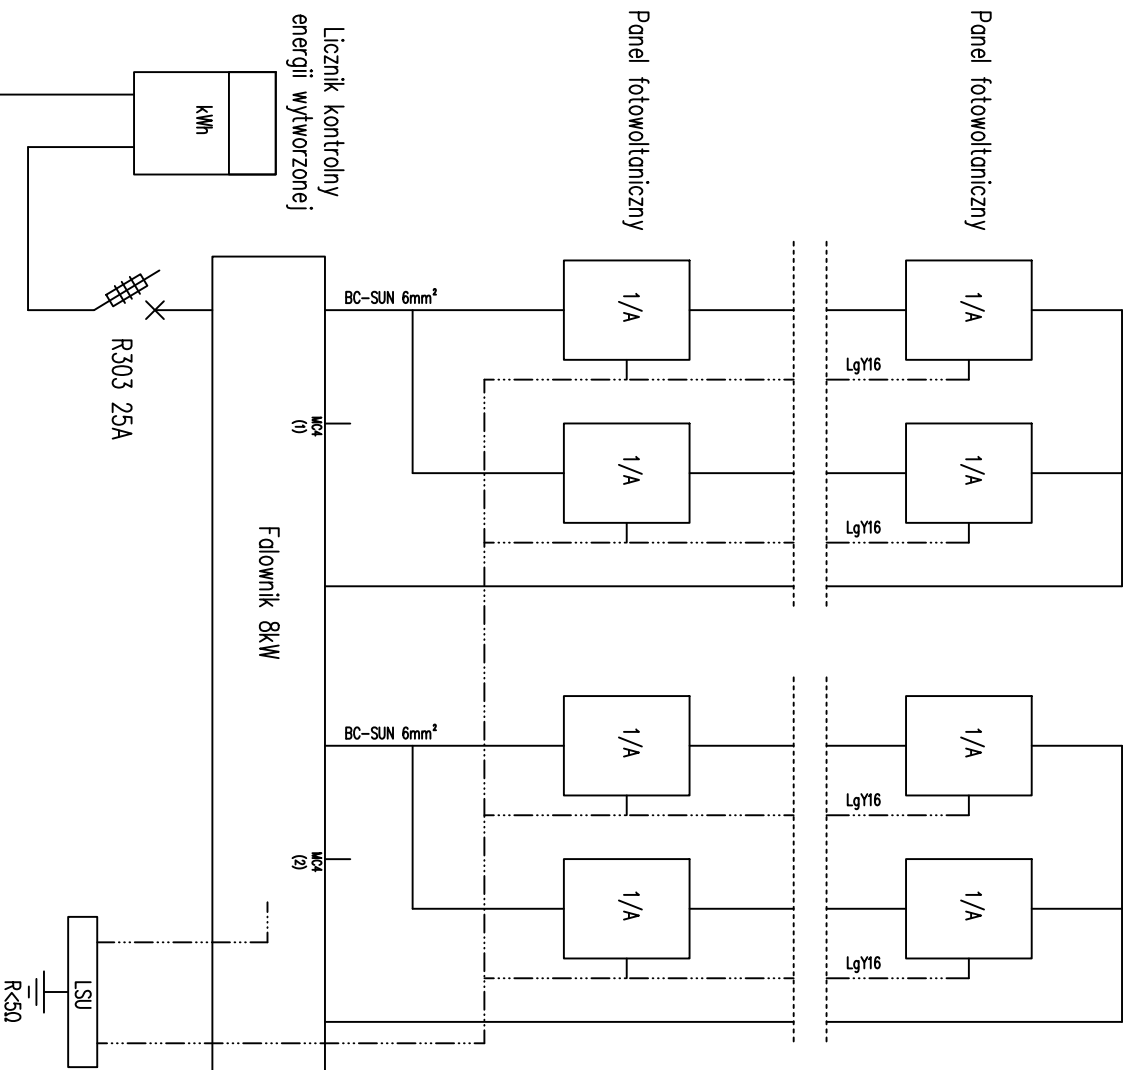 Panel fotowoltaniczny
Panel fotowoltaniczny
Licznik kontrolny
energii wytworzonej
kWh
R303 25A
BC-SUN 6mm²
1/A
1/A
LgY16
MC4
(1)
1/A
1/A
LgY16
Falownik 8kW
BC-SUN 6mm²
1/A
1/A
LgY16
MC4
(2)
1/A
1/A
LgY16
LSU
R<5Ω